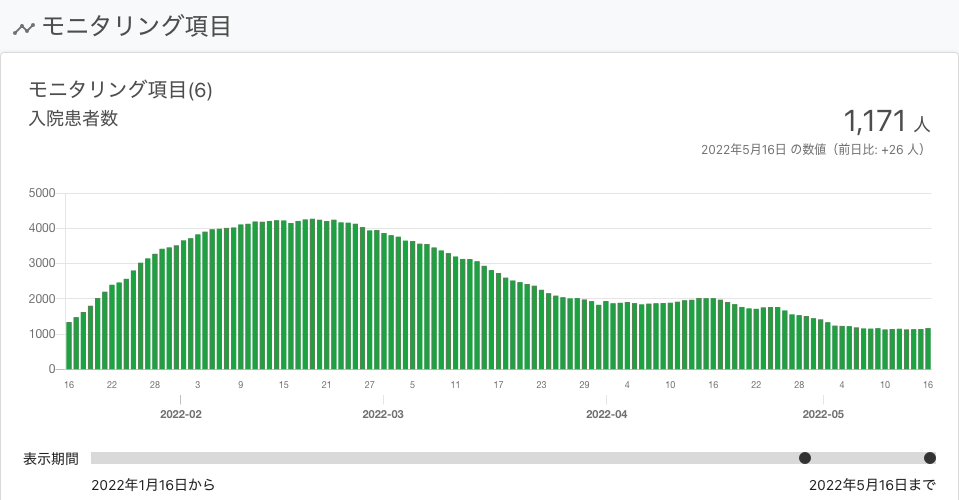 モニタリング項目
モニタリング項目(6)
入院患者数
1,171 人
2022年5月16日 の数値（前日比: +26 人）
5000
4000
3000
2000
1000
0
16 22 28 3 9 15 21 27 5 11 17 23 29 4 10 16 22 28 4 10 16
2022-02 2022-03 2022-04 2022-05
表示期間
2022年1月16日から 2022年5月16日まで